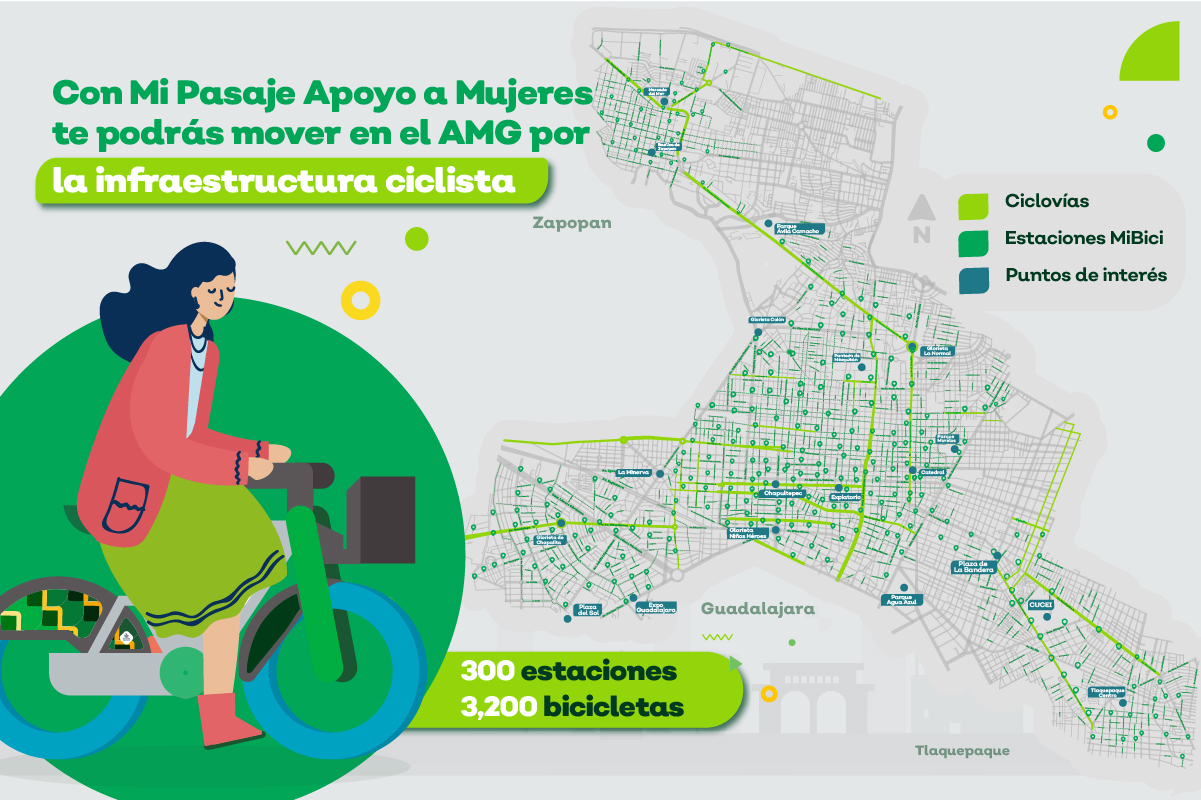 Con Mi Pasaje Apoyo a Mujeres
te podrás mover en el AMG por
la infraestructura ciclista
Zapopan
N
Ciclovías
Estaciones MiBici
Puntos de interés
Parque
Ávila Camacho
Glorieta Colón
Glorieta
La Normal
La Minerva
Parque
Morelos
Catedral
Chapultepec
Expiatorio
Glorieta
Niños Héroes
Glorieta de
Chapalita
Plaza de
La Bandera
Plaza
del Sol
Expo
Guadalajara
Parque
Agua Azul
CUCEI
Guadalajara
300 estaciones
3,200 bicicletas
Tlaquepaque
Centro
Tlaquepaque